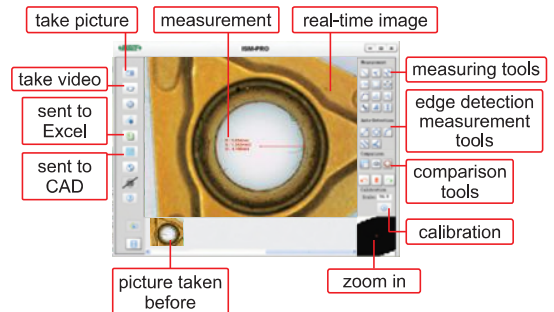 take picture
measurement
real-time image
ISM-PRO
take video
measuring tools
sent to
Excel
edge detection
measurement
tools
sent to
CAD
comparison
tools
calibration
picture taken
before
zoom in